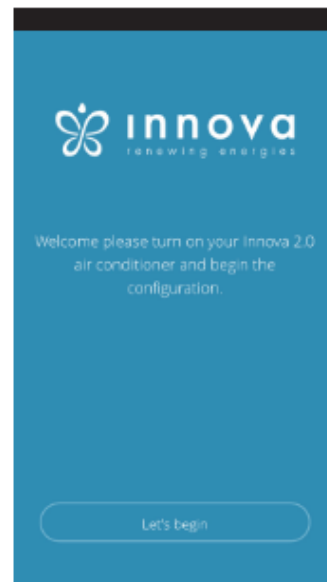 innova
renewing energies
Welcome please turn on your Innova 2.0
air conditioner and begin the
configuration.
Let's begin